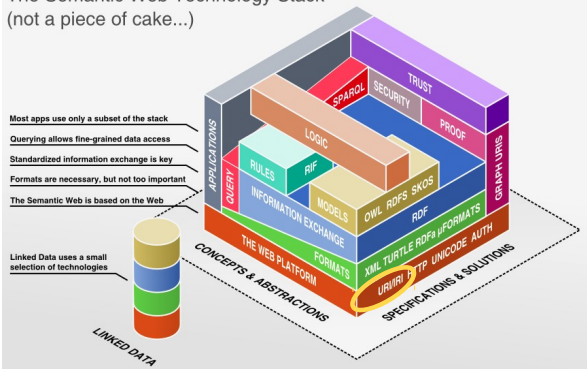 The Semantic Web Technology Stack
(not a piece of cake...)
Most apps use only a subset of the stack
Querying allows fine-grained data access
Standardized information exchange is key
Formats are necessary, but not too important
The Semantic Web is based on the Web
Linked Data uses a small
selection of technologies
LINKED DATA
APPLICATIONS
QUERY
LOGIC
RULES
RIF
INFORMATION EXCHANGE
MODELS
FORMATS
THE WEB PLATFORM
CONCEPTS & ABSTRACTIONS
SPARQL
SECURITY
TRUST
PROOF
GRAPH URIS
OWL RDFS SKOS
RDF
XML TURTLE RDFa µFORMATS
URI/IRI HTTP UNICODE AUTH
SPECIFICATIONS & SOLUTIONS